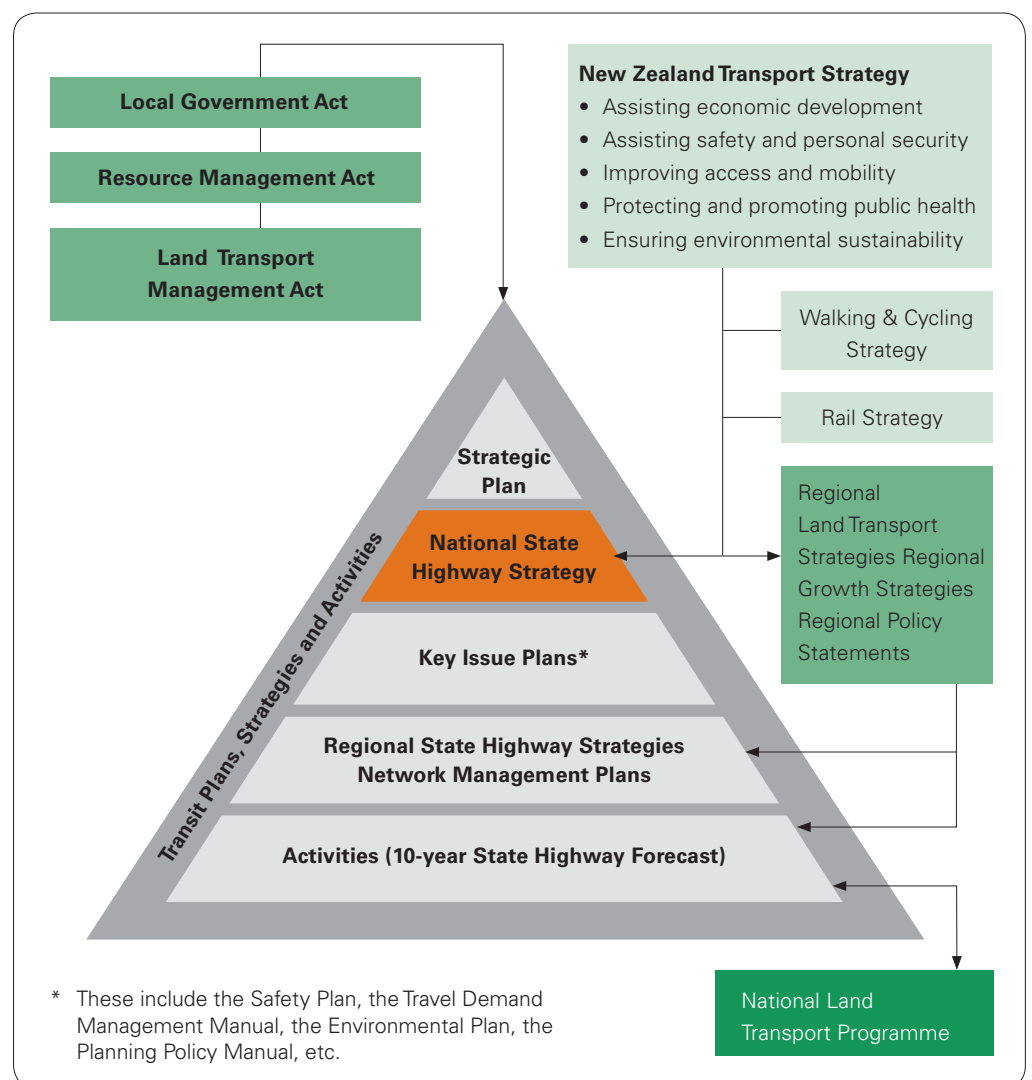 Local Government Act
Resource Management Act
Land Transport
Management Act
New Zealand Transport Strategy
• Assisting economic development
• Assisting safety and personal security
• Improving access and mobility
• Protecting and promoting public health
• Ensuring environmental sustainability
Walking & Cycling
Strategy
Rail Strategy
Regional
Land Transport
Strategies Regional
Growth Strategies
Regional Policy
Statements
Transit Plans, Strategies and Activities
Strategic
Plan
National State
Highway Strategy
Key Issue Plans*
Regional State Highway Strategies
Network Management Plans
Activities (10-year State Highway Forecast)
* These include the Safety Plan, the Travel Demand
Management Manual, the Environmental Plan, the
Planning Policy Manual, etc.
National Land
Transport Programme